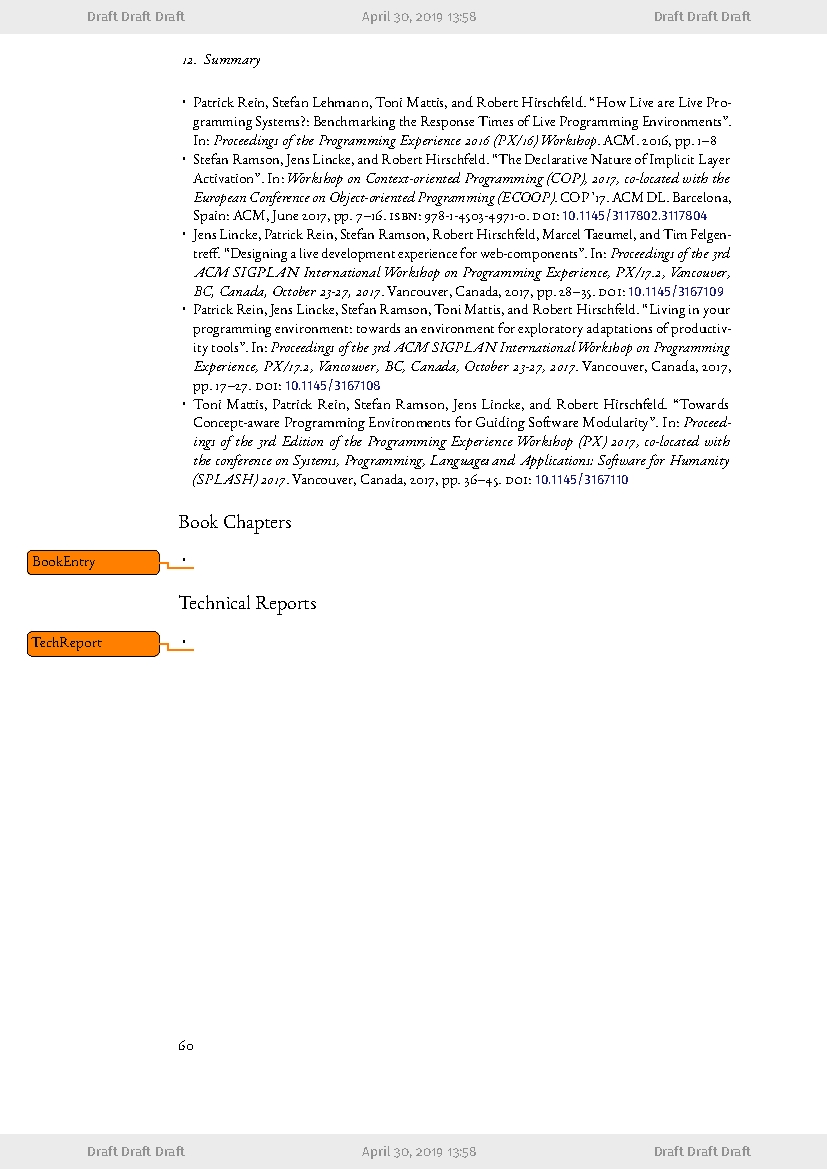 Draft Draft Draft April 30, 2019 13:58 Draft Draft Draft
12. Summary
• Patrick Rein, Stefan Lehmann, Toni Mattis, and Robert Hirschfeld. “How Live are Live Pro-
gramming Systems?: Benchmarking the Response Times of Live Programming Environments”.
In: Proceedings of the Programming Experience 2016 (PX/16) Workshop. ACM. 2016, pp. 1–8
• Stefan Ramson, Jens Lincke, and Robert Hirschfeld. “The Declarative Nature of Implicit Layer
Activation”. In: Workshop on Context-oriented Programming (COP), 2017, co-located with the
European Conference on Object-oriented Programming (ECOOP). COP ’17. ACM DL. Barcelona,
Spain: ACM, June 2017, pp. 7–16. ISBN: 978-1-4503-4971-0. DOI: 10.1145/3117802.3117804
• Jens Lincke, Patrick Rein, Stefan Ramson, Robert Hirschfeld, Marcel Taeumel, and Tim Felgen-
treff. “Designing a live development experience for web-components”. In: Proceedings of the 3rd
ACM SIGPLAN International Workshop on Programming Experience, PX/17.2, Vancouver,
BC, Canada, October 23-27, 2017. Vancouver, Canada, 2017, pp. 28–35. DOI: 10.1145/3167109
• Patrick Rein, Jens Lincke, Stefan Ramson, Toni Mattis, and Robert Hirschfeld. “Living in your
programming environment: towards an environment for exploratory adaptations of productiv-
ity tools”. In: Proceedings of the 3rd ACM SIGPLAN International Workshop on Programming
Experience, PX/17.2, Vancouver, BC, Canada, October 23-27, 2017. Vancouver, Canada, 2017,
pp. 17–27. DOI: 10.1145/3167108
• Toni Mattis, Patrick Rein, Stefan Ramson, Jens Lincke, and Robert Hirschfeld. “Towards
Concept-aware Programming Environments for Guiding Software Modularity”. In: Proceed-
ings of the 3rd Edition of the Programming Experience Workshop (PX) 2017, co-located with
the conference on Systems, Programming, Languages and Applications: Software for Humanity
(SPLASH) 2017. Vancouver, Canada, 2017, pp. 36–45. DOI: 10.1145/3167110
Book Chapters
BookEntry •
Technical Reports
TechReport •
60
Draft Draft Draft April 30, 2019 13:58 Draft Draft Draft